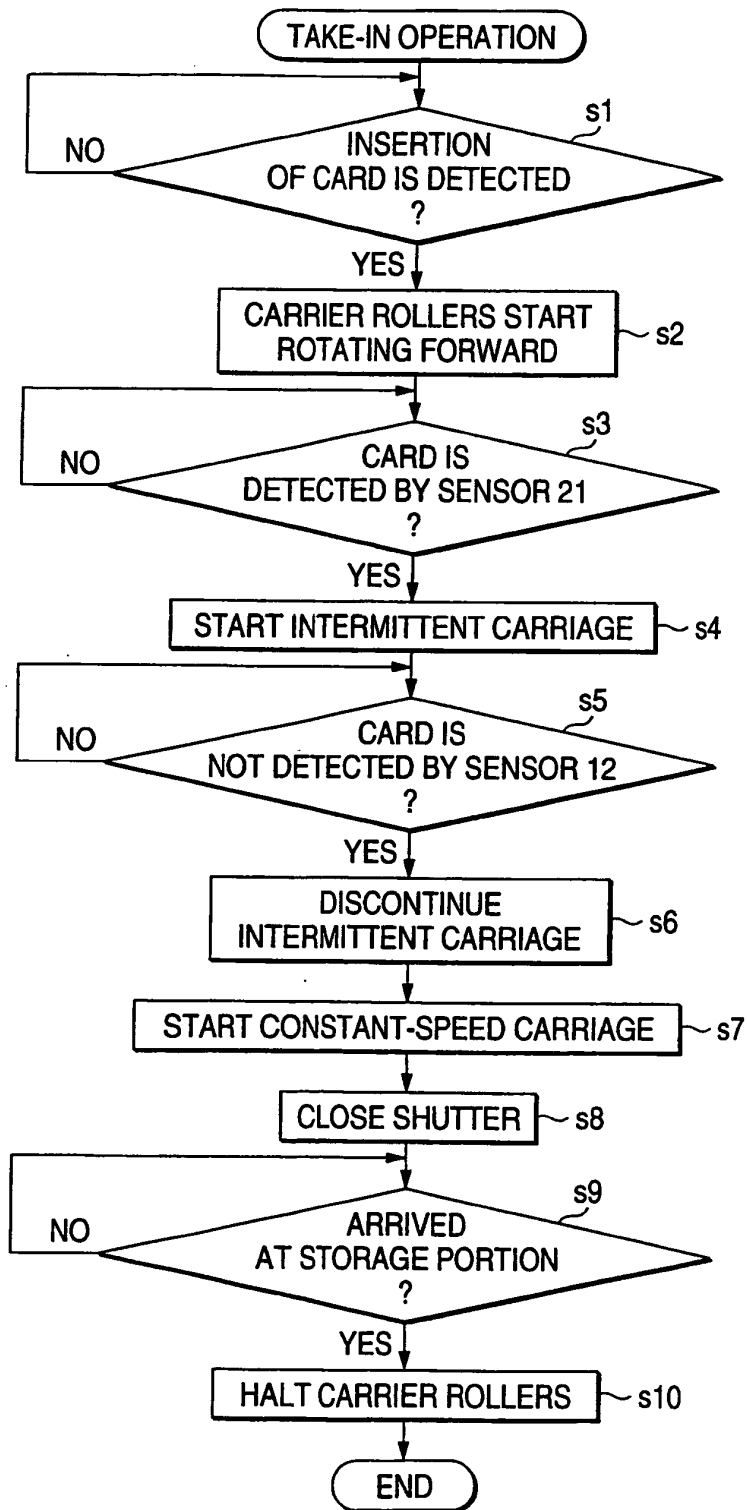 TAKE-IN OPERATION
s1
INSERTION
OF CARD IS DETECTED
?
NO
YES
CARRIER ROLLERS START
ROTATING FORWARD
s2
s3
CARD IS
DETECTED BY SENSOR 21
?
NO
YES
START INTERMITTENT CARRIAGE
s4
s5
CARD IS
NOT DETECTED BY SENSOR 12
?
NO
YES
DISCONTINUE
INTERMITTENT CARRIAGE
s6
START CONSTANT-SPEED CARRIAGE
s7
CLOSE SHUTTER
s8
s9
ARRIVED
AT STORAGE PORTION
?
NO
YES
HALT CARRIER ROLLERS
s10
END